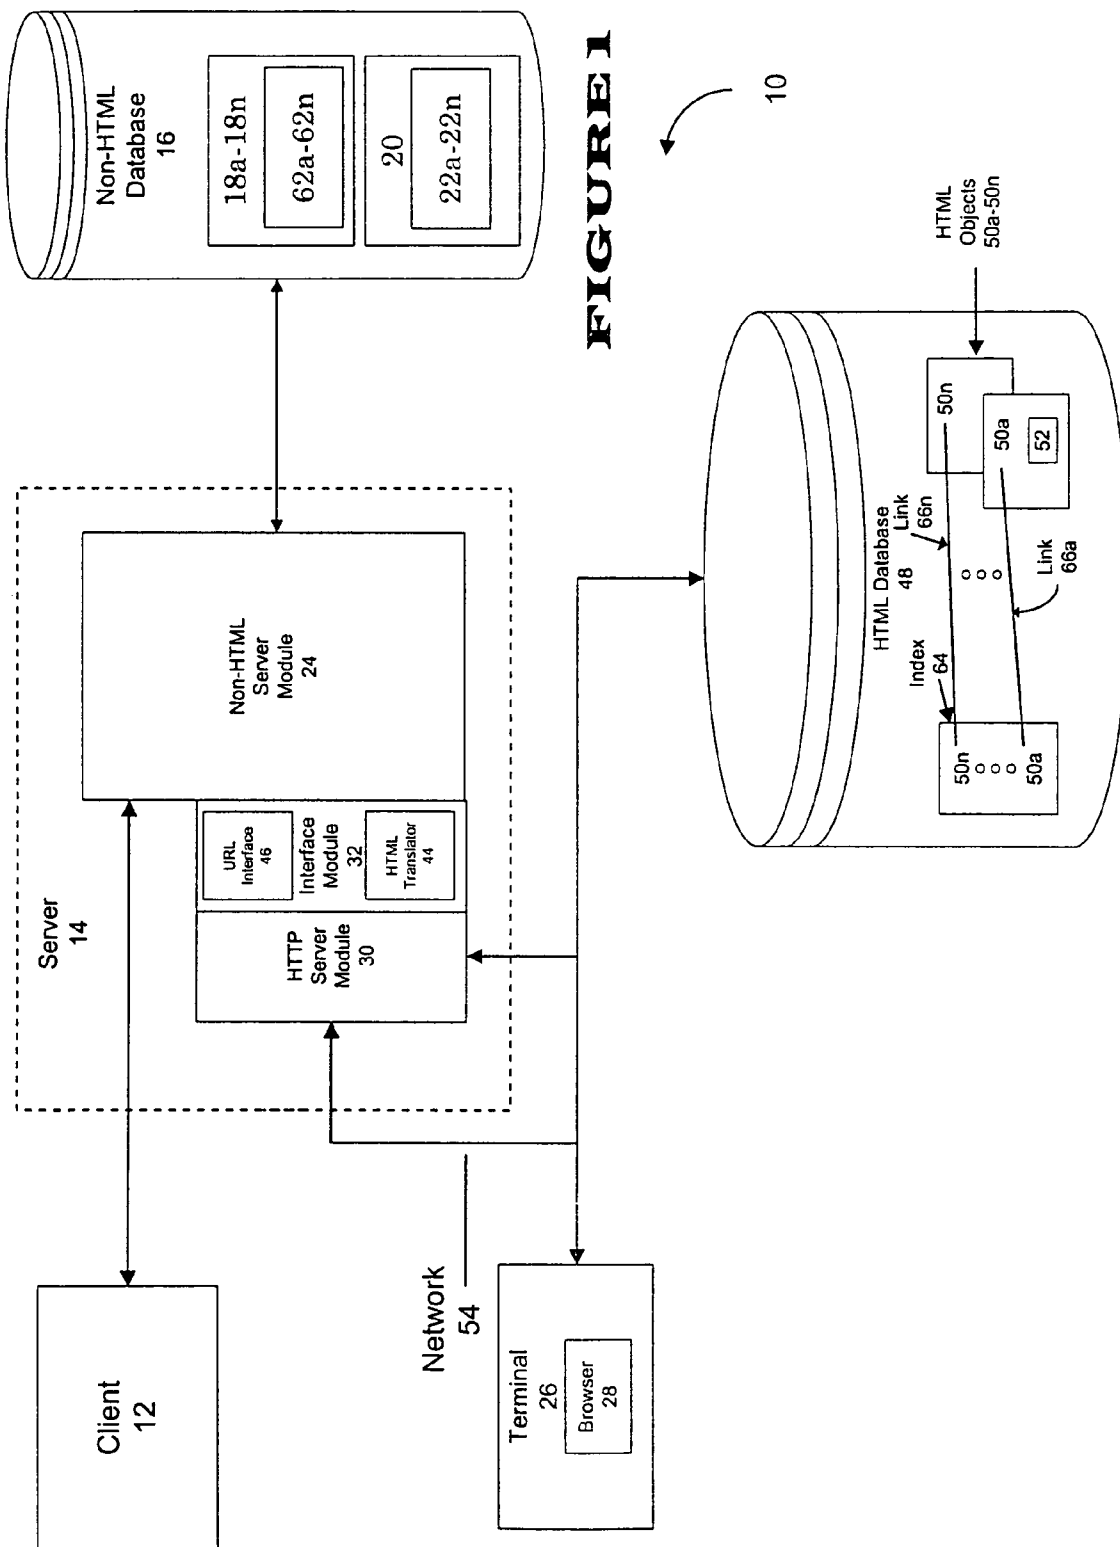 Client
12
Server
14
Non-HTML
Server
Module
24
URL
Interface
46
Interface
Module
32
HTML
Translator
44
HTTP
Server
Module
30
Non-HTML
Database
16
18a-18n
62a-62n
20
22a-22n
Network
54
Terminal
26
Browser
28
FIGURE 1
10
HTML Database
48
Index
64
Link
66n
Link
66a
50n
50a
50n
50a
52
HTML
Objects
50a-50n